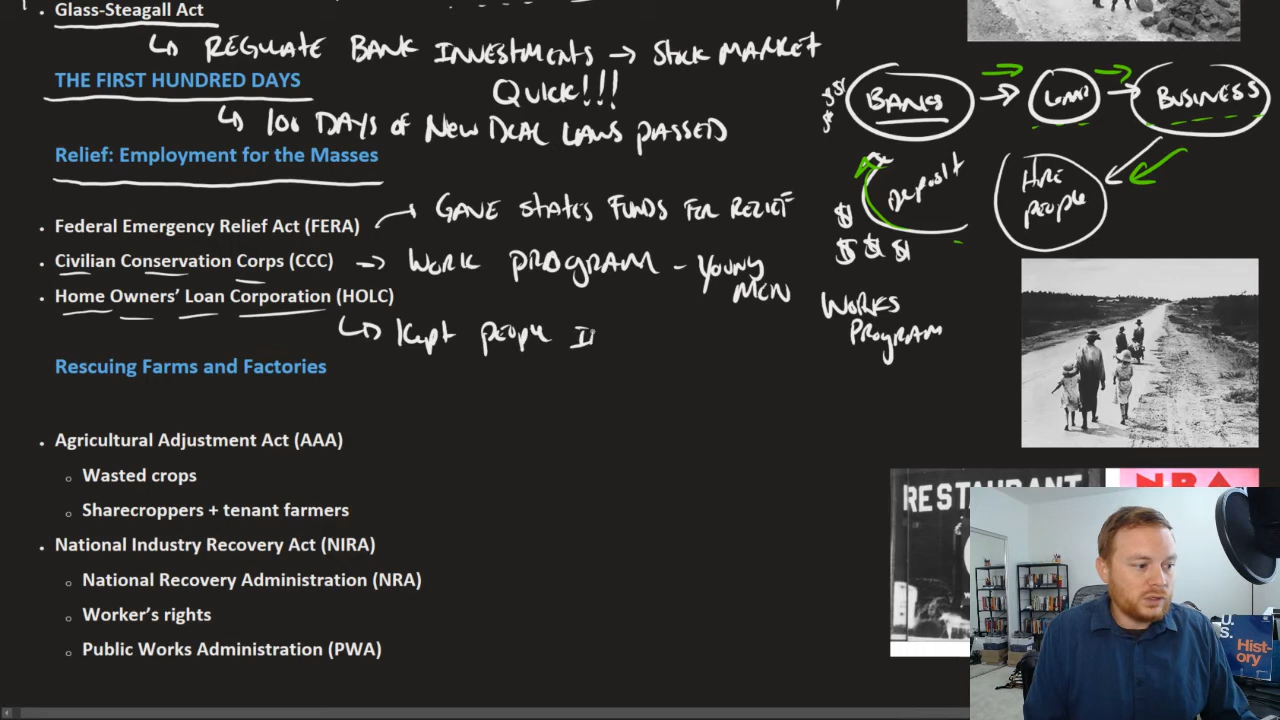 Glass-Steagall Act
↳ REGULATE BANK INVESTMENTS → STOCK MARKET
THE FIRST HUNDRED DAYS
QUICK!!!
↳ 100 DAYS of NEW DEAL LAWS PASSED
Relief: Employment for the Masses
Federal Emergency Relief Act (FERA) → GAVE STATES FUNDS FOR RELIEF
Civilian Conservation Corps (CCC) → WORK PROGRAM - YOUNG
MEN
Home Owners' Loan Corporation (HOLC)
↳ Kept people I
Rescuing Farms and Factories
Agricultural Adjustment Act (AAA)
Wasted crops
Sharecroppers + tenant farmers
National Industry Recovery Act (NIRA)
National Recovery Administration (NRA)
Worker's rights
Public Works Administration (PWA)
$ $ $
BANKS → LOAN → BUSINESS
Deposit
HIRE
people
$
$ $ $
WORKS
PROGRAM
RESTAURANT
NRA
U.
S.
Hist-
ory